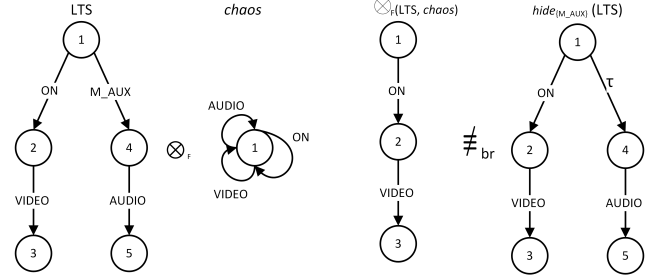 LTS
chaos
⊗F(LTS, chaos)
hide(M_AUX) (LTS)
1
1
1
ON
M_AUX
ON
ON
τ
AUDIO
ON
2
4
⊗F
1
2
≢br
2
4
VIDEO
AUDIO
VIDEO
VIDEO
VIDEO
AUDIO
3
5
3
3
5